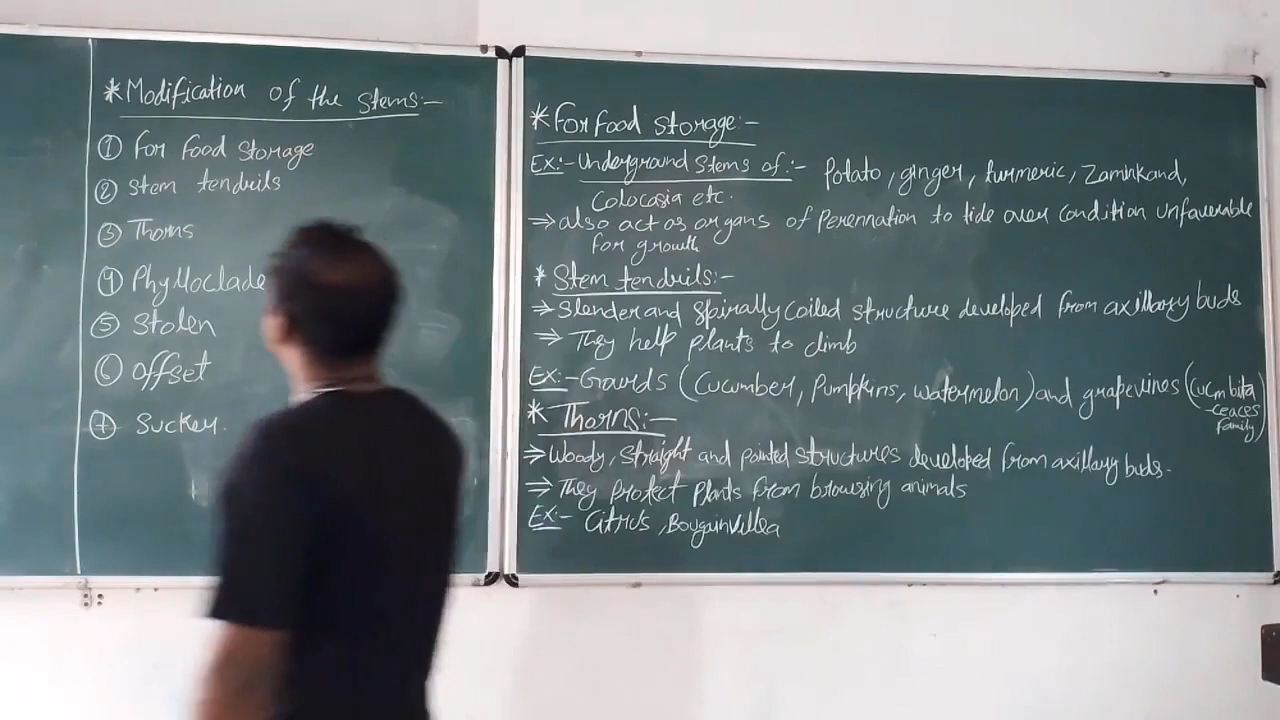 *Modification of the stems:-
① For food storage
② Stem tendrils
③ Thorns
④ Phylloclade
⑤ Stolen
⑥ Offset
⑦ Sucker.
*For food storage:-
Ex:- Underground stems of:- Potato, ginger, turmeric, Zaminkand,
Colocasia etc.
⇒ also act as organs of perennation to tide over condition unfaverable
for growth
* Stem tendrils:-
⇒ Slender and spirally coiled structure developed from axillary buds
⇒ They help plants to climb
Ex:- Gourds (Cucumber, Pumpkins, watermelon) and grapevines (cucmbita
-ceaces
family)
* Thorns:-
⇒ Woody, straight and pointed structures developed from axillary buds.
⇒ They protect plants from browsing animals
Ex:- Citrus, Bougainvillea